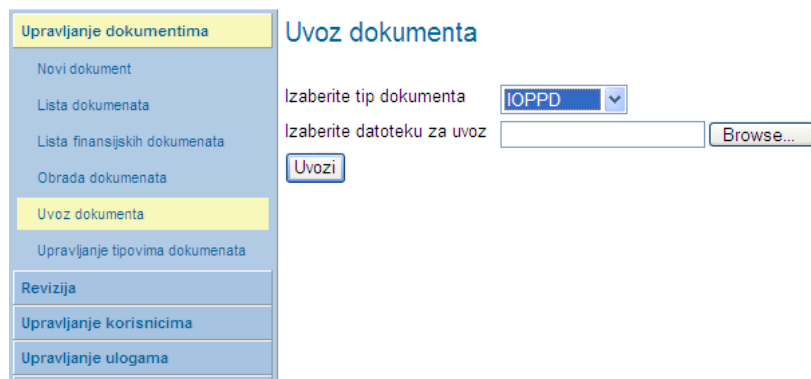 Upravljanje dokumentima
Novi dokument
Lista dokumenata
Lista finansijskih dokumenata
Obrada dokumenata
Uvoz dokumenta
Upravljanje tipovima dokumenata
Revizija
Upravljanje korisnicima
Upravljanje ulogama
Uvoz dokumenta
Izaberite tip dokumenta IOPPD
Izaberite datoteku za uvoz Browse...
Uvozi